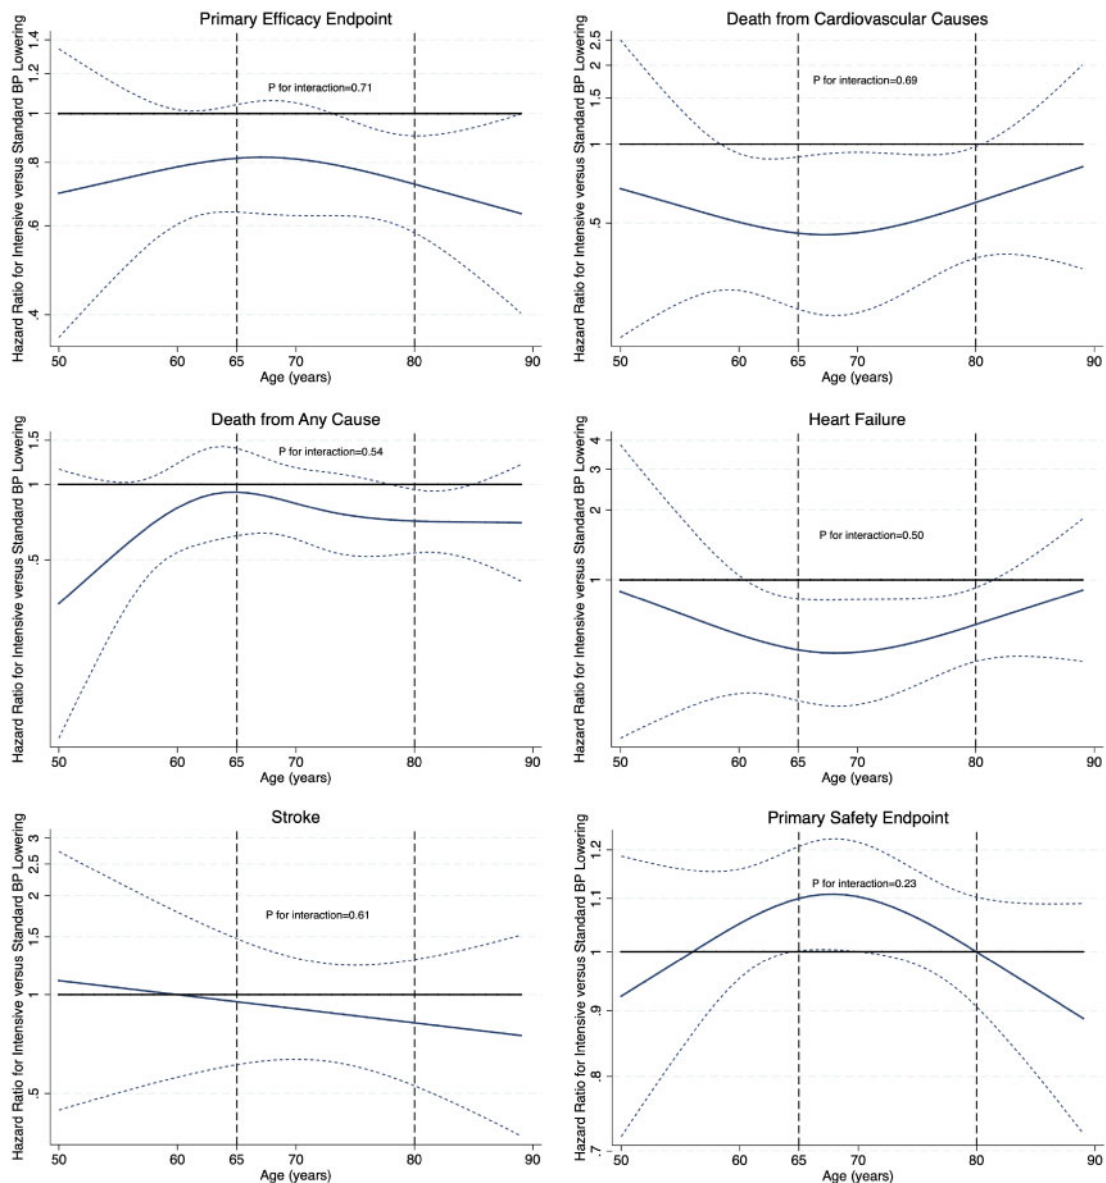 Primary Efficacy Endpoint
Hazard Ratio for Intensive versus Standard BP Lowering
1.4
1.2
1
.8
.6
.4
P for interaction=0.71
50 60 65 70 80 90
Age (years)
Death from Cardiovascular Causes
Hazard Ratio for Intensive versus Standard BP Lowering
2.5
2
1.5
1
.5
P for interaction=0.69
50 60 65 70 80 90
Age (years)
Death from Any Cause
Hazard Ratio for Intensive versus Standard BP Lowering
1.5
1
.5
P for interaction=0.54
50 60 65 70 80 90
Age (years)
Heart Failure
Hazard Ratio for Intensive versus Standard BP Lowering
4
3
2
1
P for interaction=0.50
50 60 65 70 80 90
Age (years)
Stroke
Hazard Ratio for Intensive versus Standard BP Lowering
3
2.5
2
1.5
1
.5
P for interaction=0.61
50 60 65 70 80 90
Age (years)
Primary Safety Endpoint
Hazard Ratio for Intensive versus Standard BP Lowering
1.2
1.1
1
.9
.8
.7
P for interaction=0.23
50 60 65 70 80 90
Age (years)